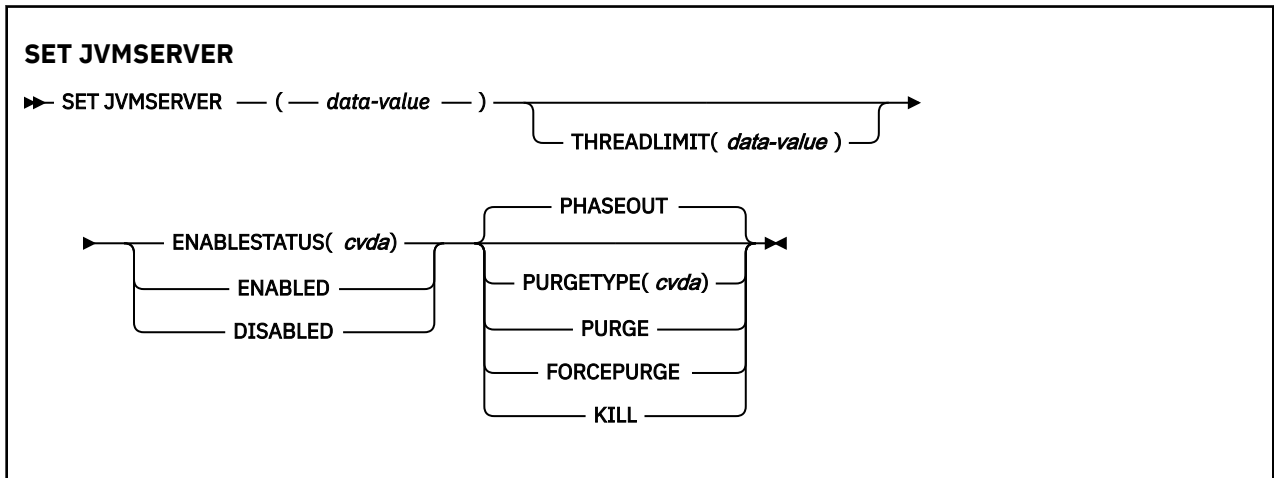 SET JVMSERVER
SET JVMSERVER ( data-value )
THREADLIMIT( data-value )
PHASEOUT
ENABLESTATUS( cvda)
PURGETYPE( cvda)
ENABLED
PURGE
DISABLED
FORCEPURGE
KILL